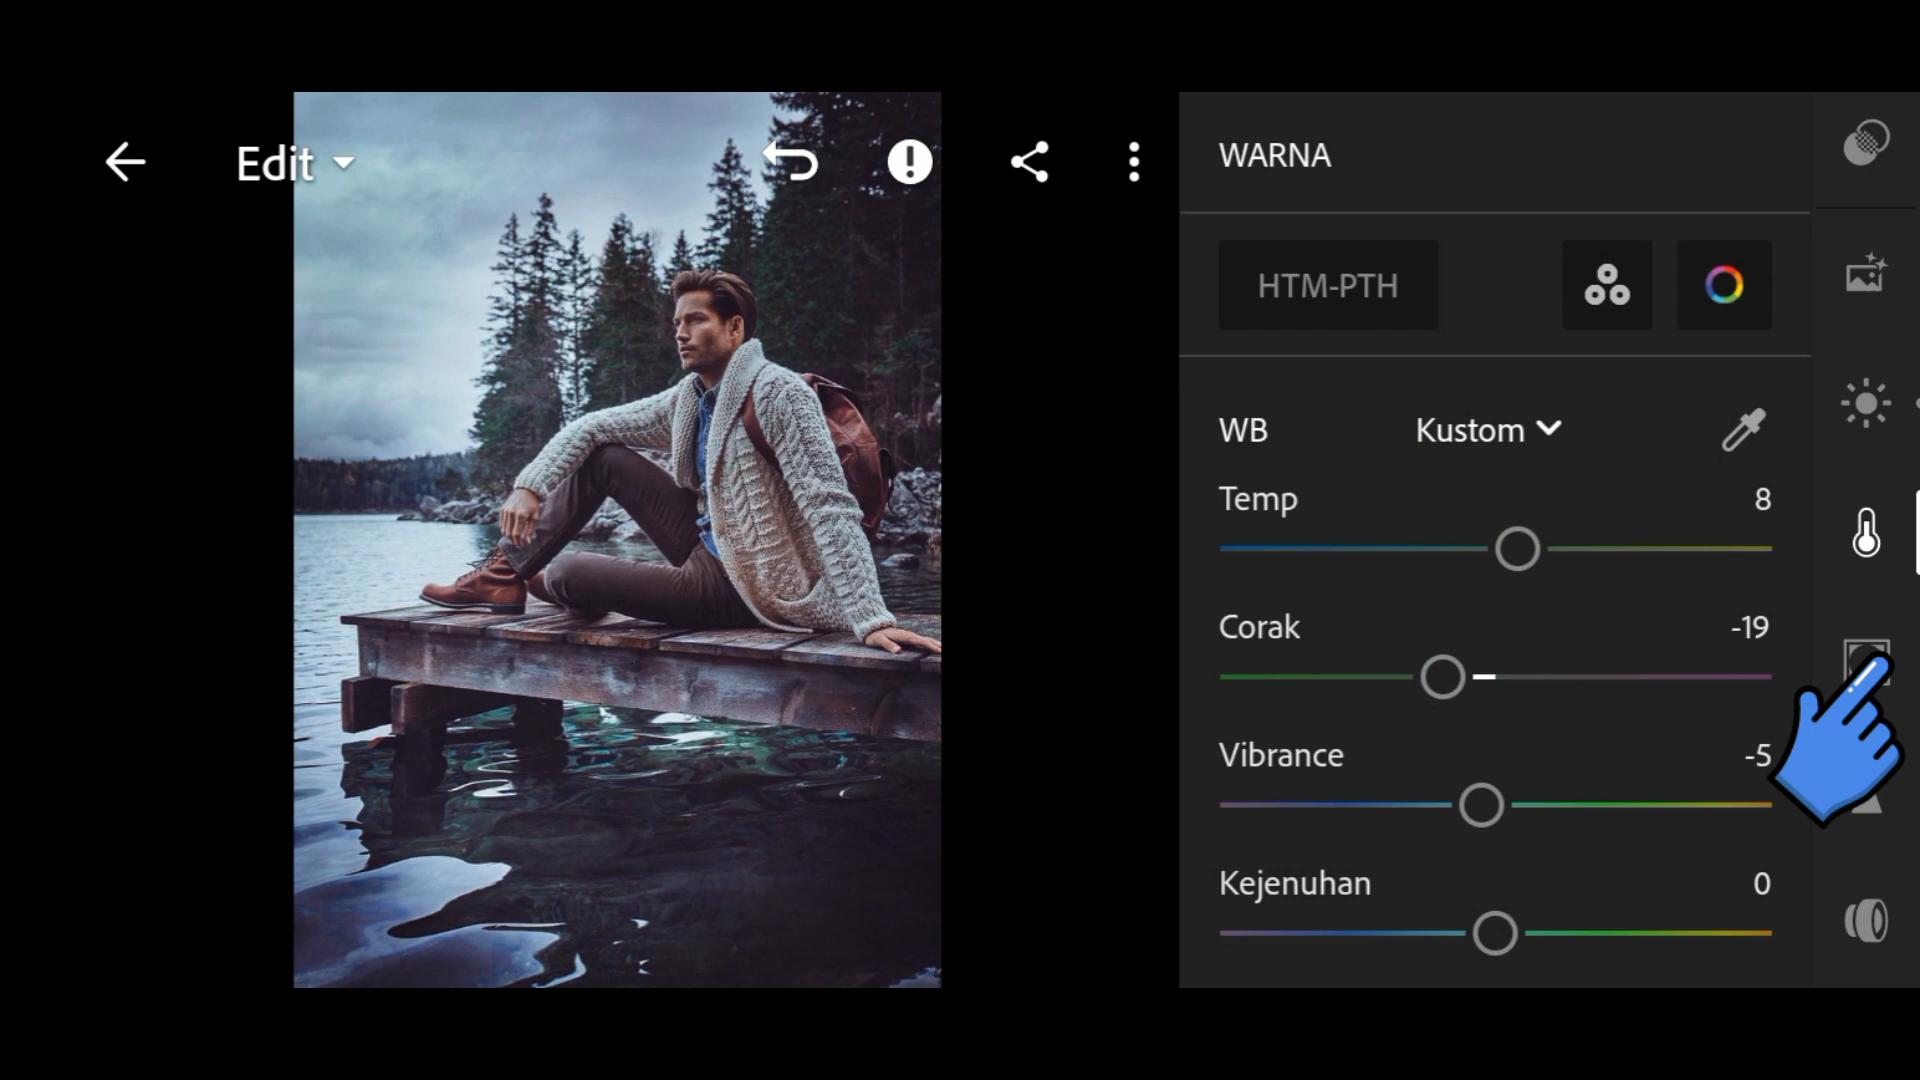 Edit
WARNA
HTM-PTH
WB Kustom
Temp 8
Corak -19
Vibrance -5
Kejenuhan 0